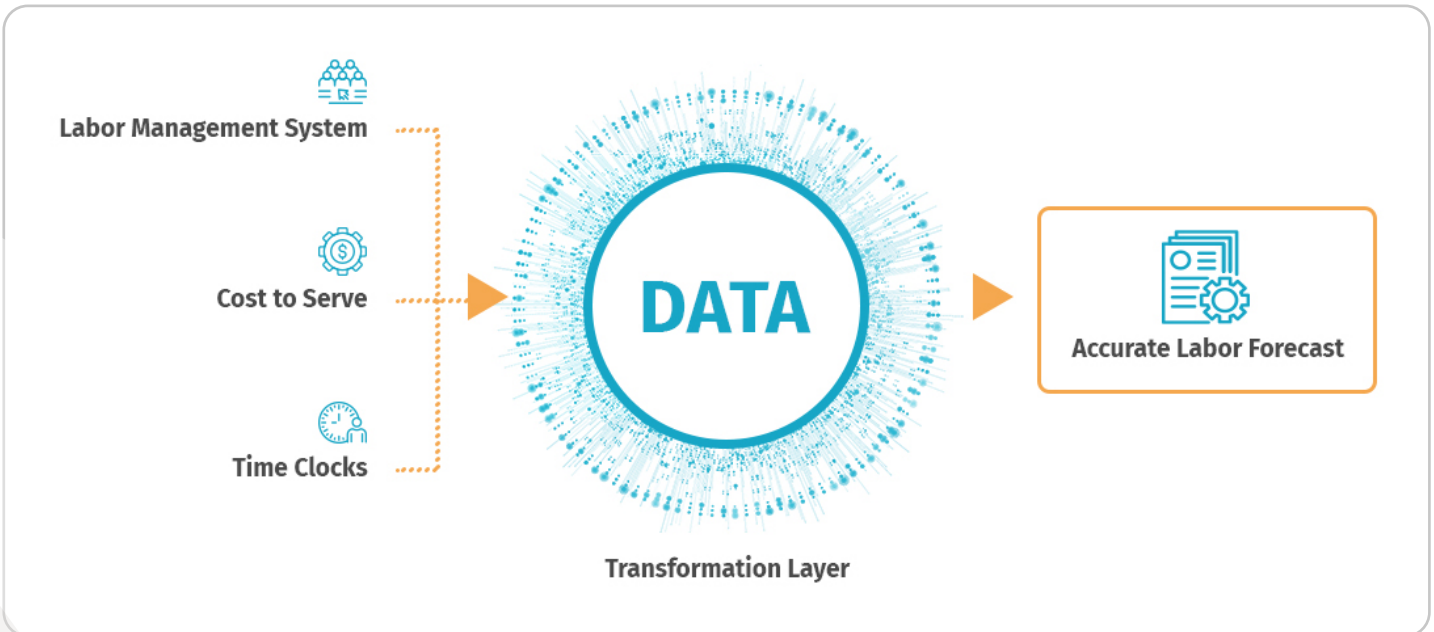 Labor Management System
Cost to Serve
Time Clocks
DATA
Transformation Layer
Accurate Labor Forecast